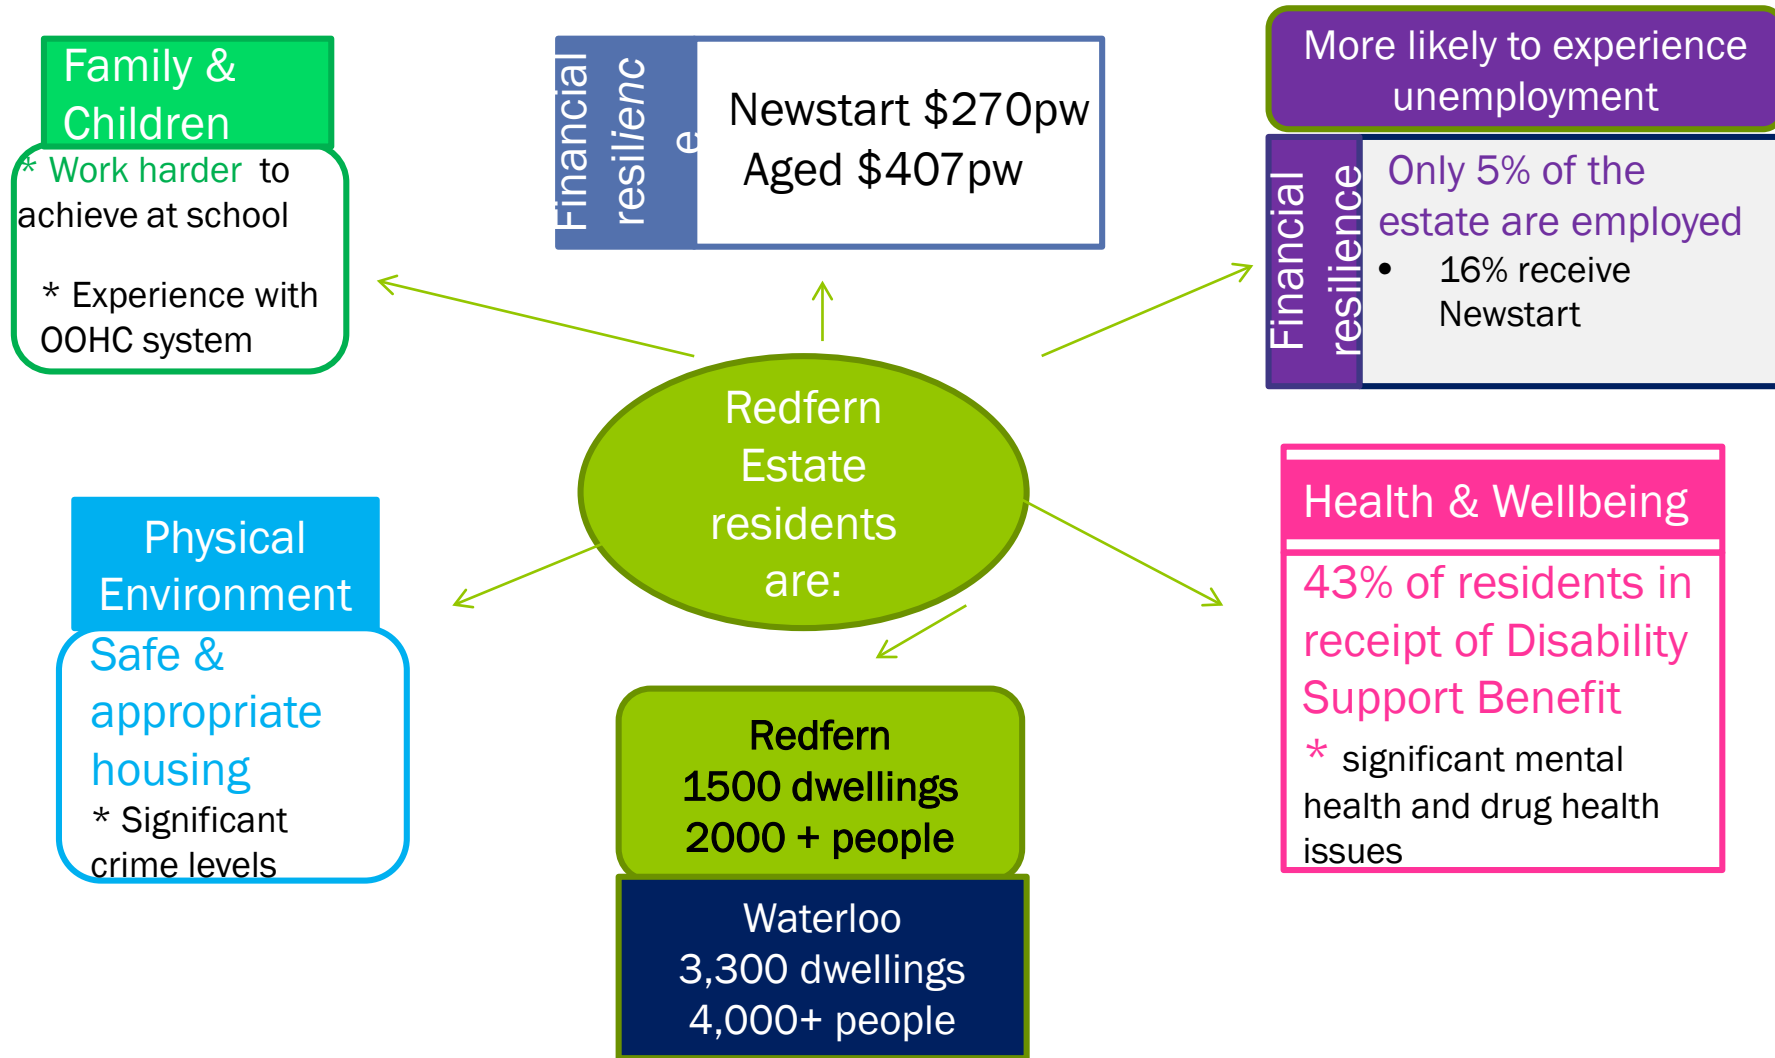 Family &
Children
* Work harder to
achieve at school
* Experience with
OOHC system
Financial
resilienc
e
Newstart $270pw
Aged $407pw
More likely to experience
unemployment
Financial
resilience
Only 5% of the
estate are employed
• 16% receive
Newstart
Redfern
Estate
residents
are:
Physical
Environment
Safe &
appropriate
housing
* Significant
crime levels
Redfern
1500 dwellings
2000 + people
Waterloo
3,300 dwellings
4,000+ people
Health & Wellbeing
43% of residents in
receipt of Disability
Support Benefit
* significant mental
health and drug health
issues